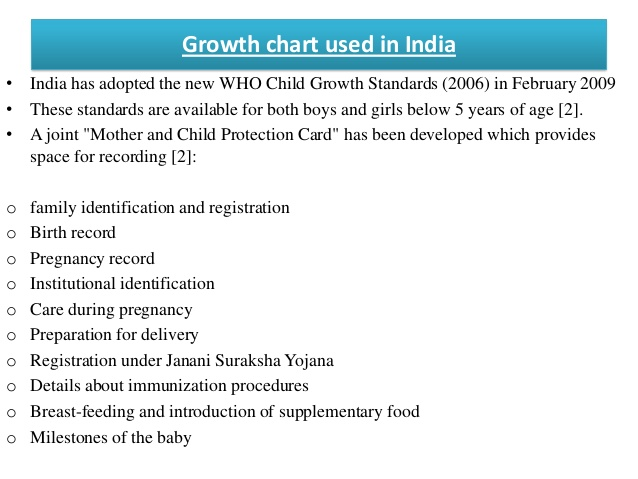 Growth chart used in India
• India has adopted the new WHO Child Growth Standards (2006) in February 2009
• These standards are available for both boys and girls below 5 years of age [2].
• A joint "Mother and Child Protection Card" has been developed which provides
space for recording [2]:
o family identification and registration
o Birth record
o Pregnancy record
o Institutional identification
o Care during pregnancy
o Preparation for delivery
o Registration under Janani Suraksha Yojana
o Details about immunization procedures
o Breast-feeding and introduction of supplementary food
o Milestones of the baby